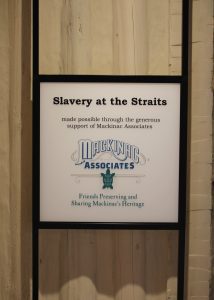 Slavery at the Straits
made possible through the generous
support of Mackinac Associates
MACKINAC
ASSOCIATES
Friends Preserving and
Sharing Mackinac's Heritage